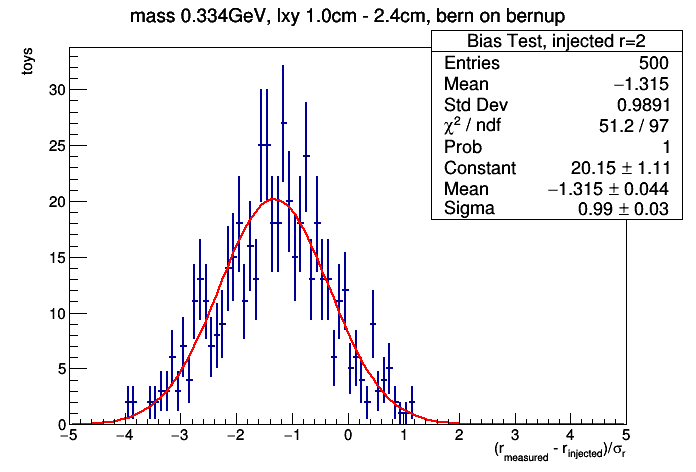 mass 0.334GeV, lxy 1.0cm - 2.4cm, bern on bernup
Bias Test, injected r=2
Entries 500
Mean −1.315
Std Dev 0.9891
χ² / ndf 51.2 / 97
Prob 1
Constant 20.15 ± 1.11
Mean −1.315 ± 0.044
Sigma 0.99 ± 0.03
toys
30
25
20
15
10
5
0
−5 −4 −3 −2 −1 0 1 2 3 4 5
(r_measured - r_injected)/σ_r